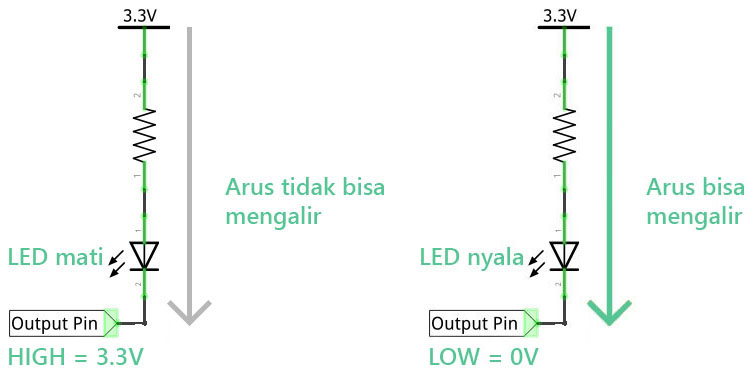 3.3V
2
1
Arus tidak bisa
mengalir
1
LED mati
2
Output Pin
HIGH = 3.3V
3.3V
2
1
Arus bisa
mengalir
1
LED nyala
2
Output Pin
LOW = 0V